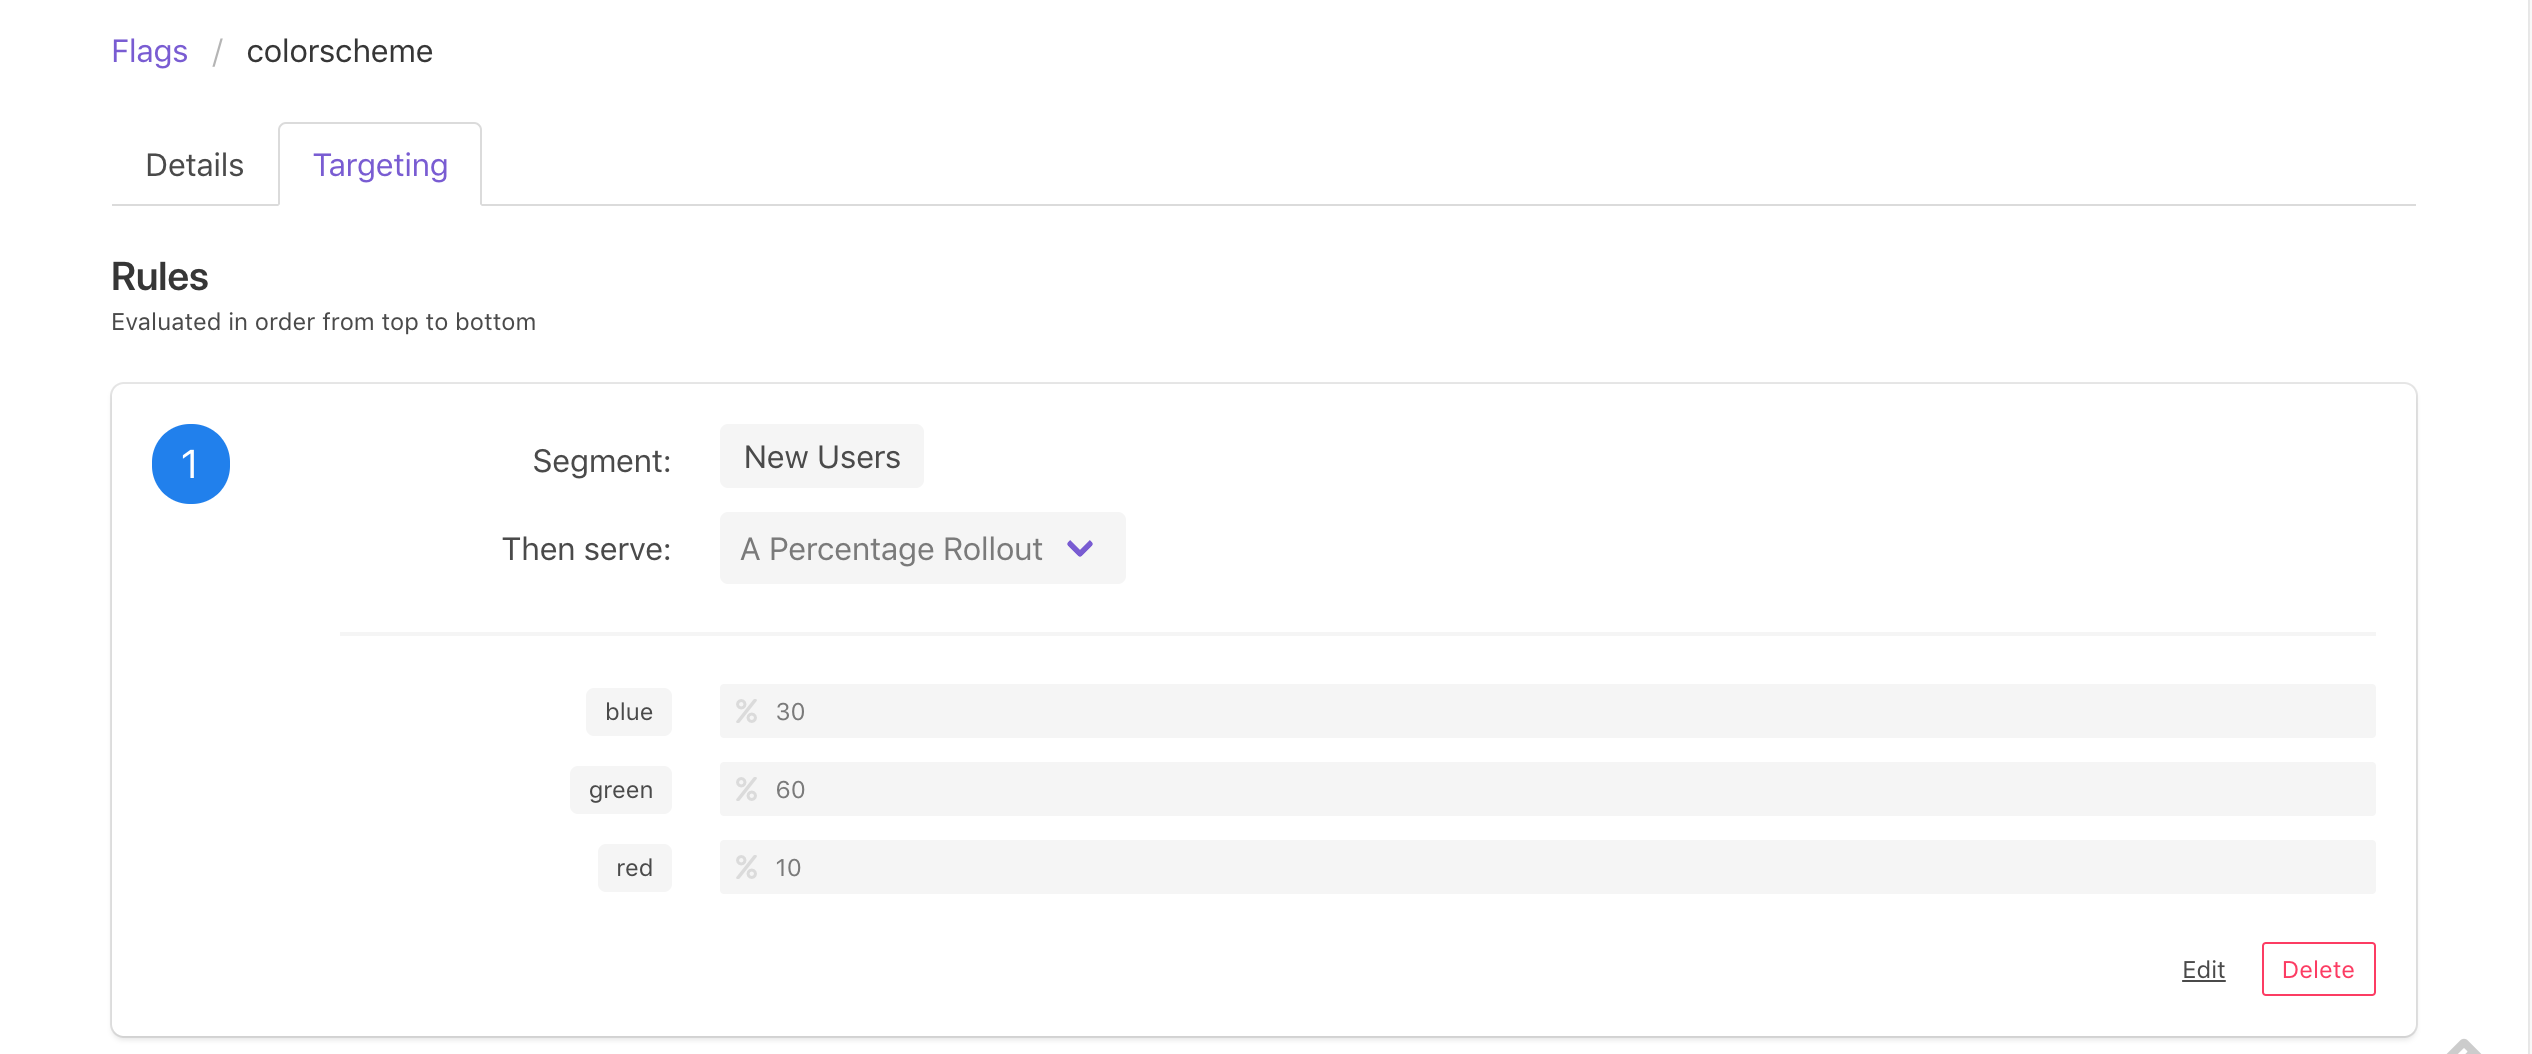 Flags / colorscheme
Details Targeting
Rules
Evaluated in order from top to bottom
1 Segment: New Users
Then serve: A Percentage Rollout
blue % 30
green % 60
red % 10
Edit Delete